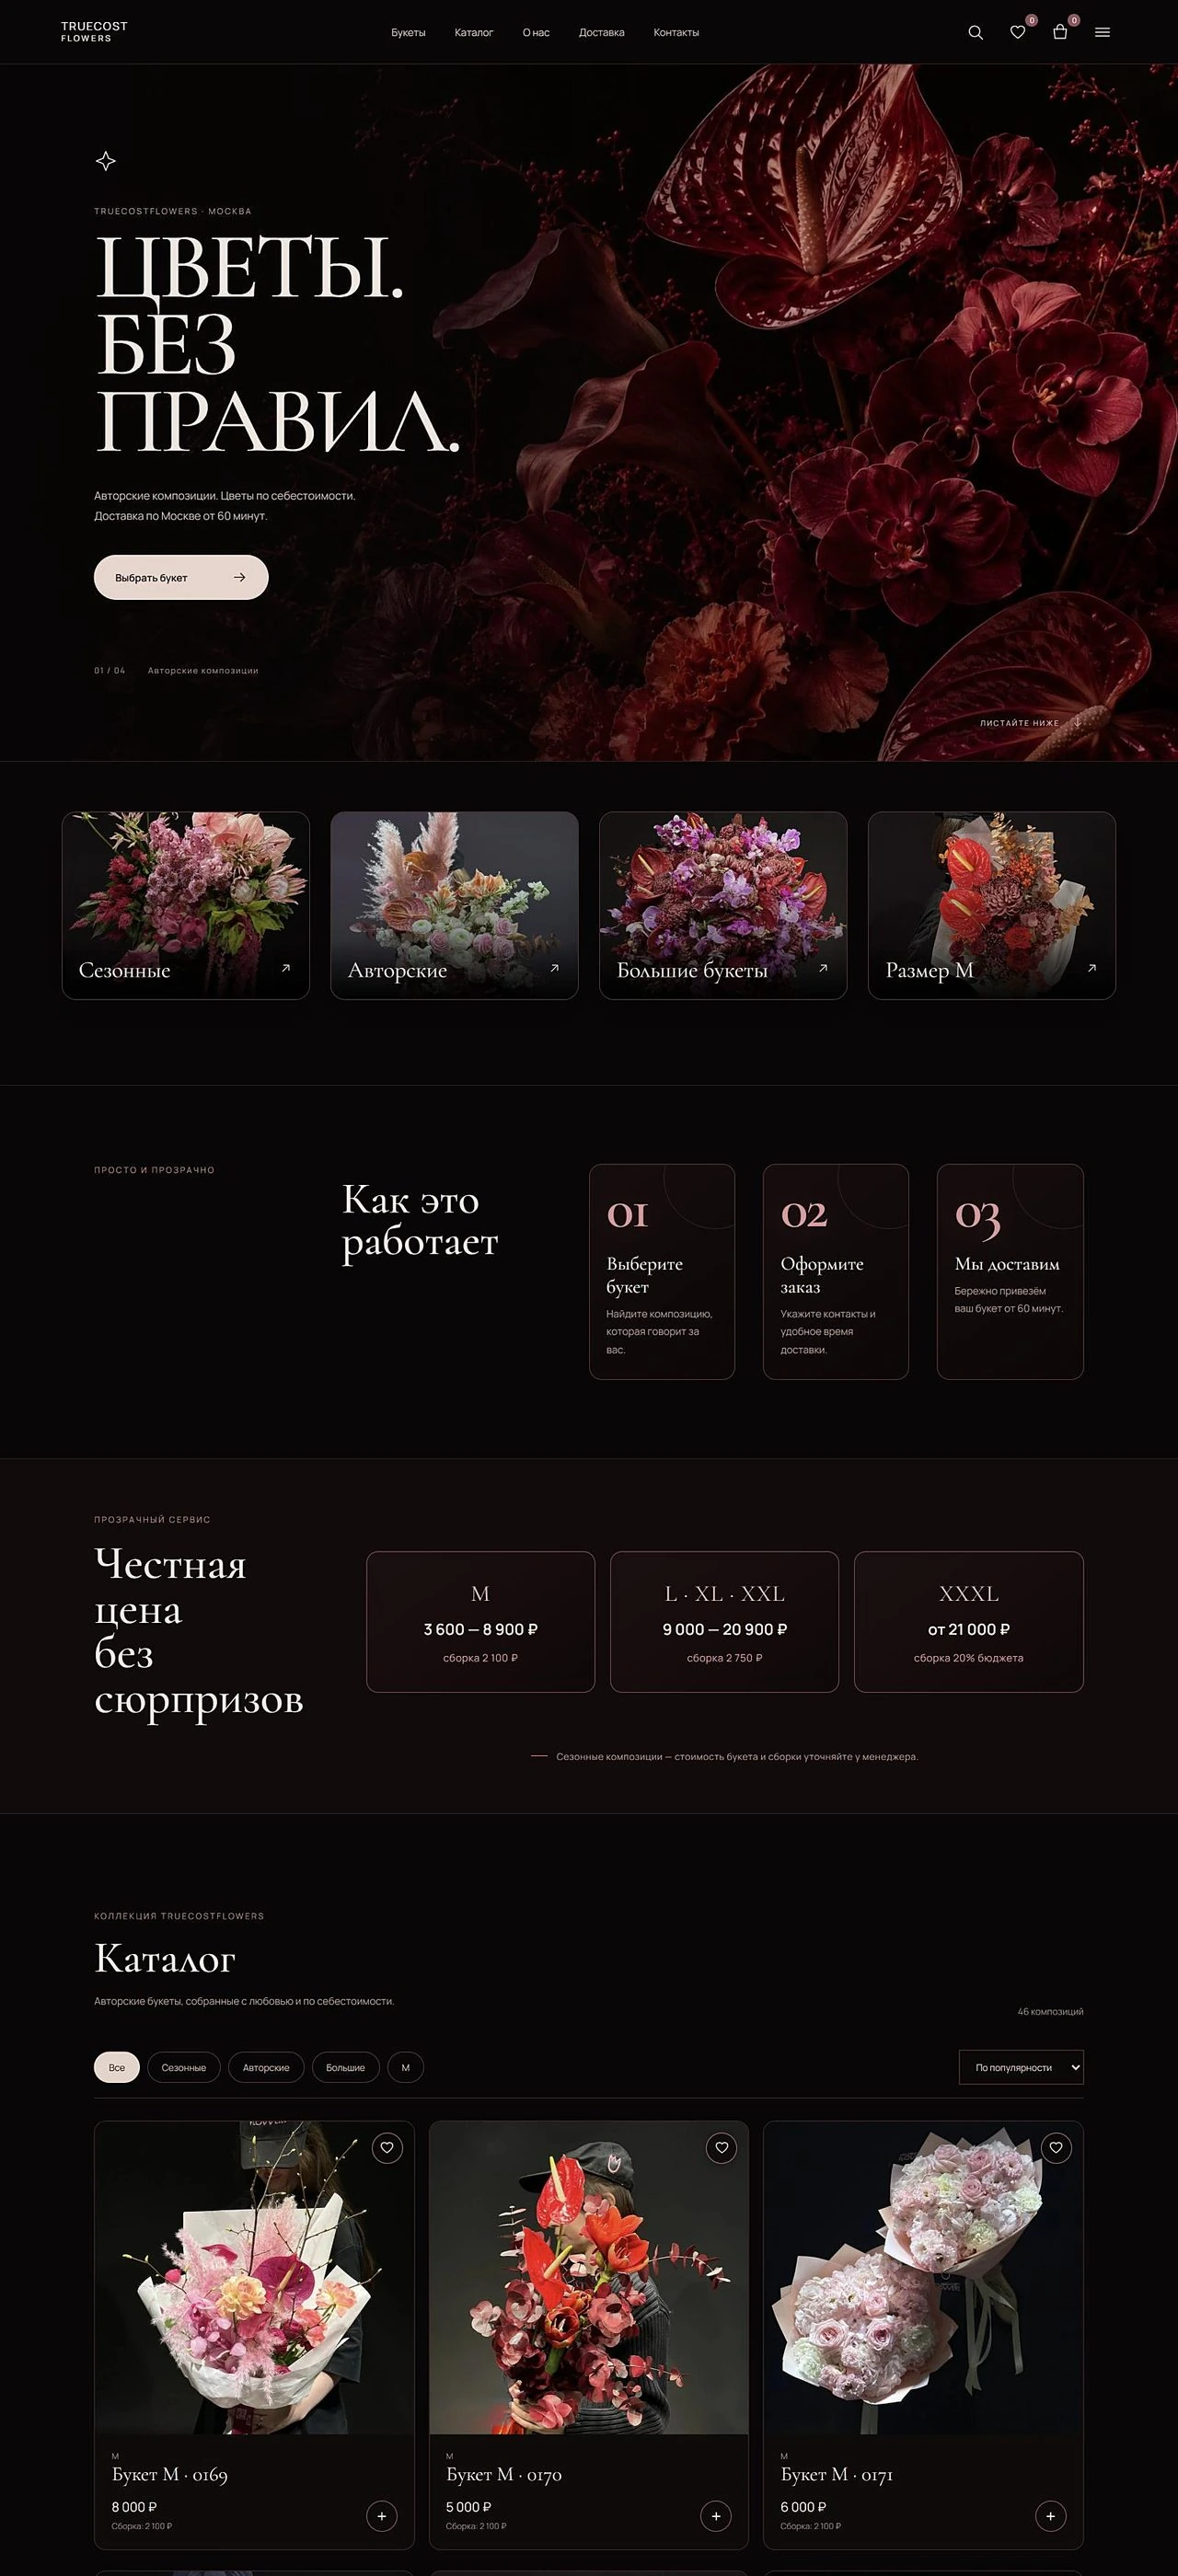 TRUECOST
FLOWERS
Букеты Каталог О нас Доставка Контакты
0 0
TRUECOSTFLOWERS · МОСКВА
ЦВЕТЫ.
БЕЗ
ПРАВИЛ.
Авторские композиции. Цветы по себестоимости.
Доставка по Москве от 60 минут.
Выбрать букет
01 / 04 Авторские композиции
ЛИСТАЙТЕ НИЖЕ
Сезонные
Авторские
Большие букеты
Размер М
ПРОСТО И ПРОЗРАЧНО
Как это
работает
01
Выберите
букет
Найдите композицию,
которая говорит за
вас.
02
Оформите
заказ
Укажите контакты и
удобное время
доставки.
03
Мы доставим
Бережно привезём
ваш букет от 60 минут.
ПРОЗРАЧНЫЙ СЕРВИС
Честная
цена
без
сюрпризов
M
3 600 — 8 900 ₽
сборка 2 100 ₽
L · XL · XXL
9 000 — 20 900 ₽
сборка 2 750 ₽
XXXL
от 21 000 ₽
сборка 20% бюджета
Сезонные композиции — стоимость букета и сборки уточняйте у менеджера.
КОЛЛЕКЦИЯ TRUECOSTFLOWERS
Каталог
Авторские букеты, собранные с любовью и по себестоимости.
46 композиций
Все Сезонные Авторские Большие М
По популярности
M
Букет М · 0169
8 000 ₽
Сборка: 2 100 ₽
M
Букет М · 0170
5 000 ₽
Сборка: 2 100 ₽
M
Букет М · 0171
6 000 ₽
Сборка: 2 100 ₽